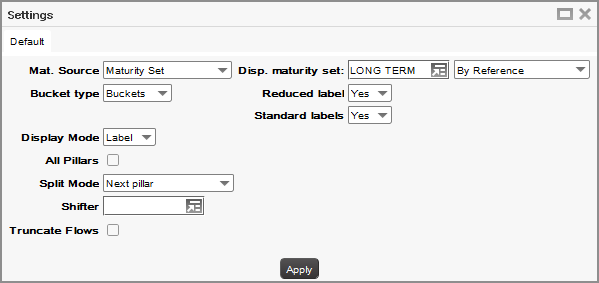 Settings
Default
Mat. Source Maturity Set Disp. maturity set: LONG TERM By Reference
Bucket type Buckets Reduced label Yes
Standard labels Yes
Display Mode Label
All Pillars
Split Mode Next pillar
Shifter
Truncate Flows
Apply